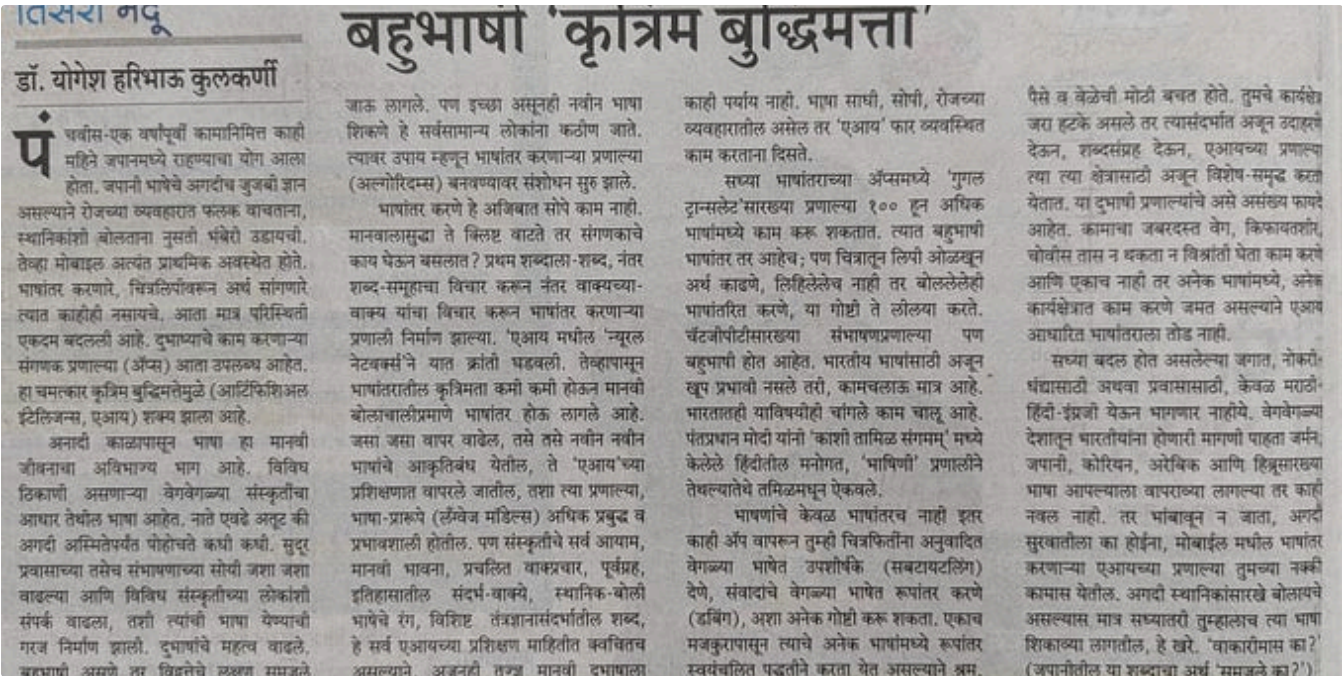 तिसरा मेंदू
बहुभाषी 'कृत्रिम बुद्धिमत्ता'
डॉ. योगेश हरिभाऊ कुलकर्णी
पंचवीस-एक वर्षांपूर्वी कामानिमित्त काही
महिने जपानमध्ये राहण्याचा योग आला
होता. जपानी भाषेचे अगदीच जुजबी ज्ञान
असल्याने रोजच्या व्यवहारात फलक वाचताना,
स्थानिकांशी बोलताना नुसती भंबेरी उडायची.
तेव्हा मोबाइल अत्यंत प्राथमिक अवस्थेत होते.
भाषांतर करणारे, चित्रलिपीवरून अर्थ सांगणारे
त्यात काहीही नसायचे. आता मात्र परिस्थिती
एकदम बदलली आहे. दुभाष्याचे काम करणाऱ्या
संगणक प्रणाल्या (ॲप्स) आता उपलब्ध आहेत.
हा चमत्कार कृत्रिम बुद्धिमत्तेमुळे (आर्टिफिशिअल
इंटेलिजन्स, एआय) शक्य झाला आहे.
अनादी काळापासून भाषा हा मानवी
जीवनाचा अविभाग्य भाग आहे. विविध
ठिकाणी असणाऱ्या वेगवेगळ्या संस्कृतींचा
आधार तेथील भाषा आहेत. नाते एवढे अतूट की
अगदी अस्मितेपर्यंत पोहोचते कधी कधी. सुदूर
प्रवासाच्या तसेच संभाषणाच्या सोयी जशा जशा
वाढल्या आणि विविध संस्कृतीच्या लोकांशी
संपर्क वाढला, तशी त्यांची भाषा येण्याची
गरज निर्माण झाली. दुभाषांचे महत्व वाढले.
बहुभाषी असणे तर विद्वत्तेचे लक्षण समजले
जाऊ लागले. पण इच्छा असूनही नवीन भाषा
शिकणे हे सर्वसामान्य लोकांना कठीण जाते.
त्यावर उपाय म्हणून भाषांतर करणाऱ्या प्रणाल्या
(अल्गोरिदम्स) बनवण्यावर संशोधन सुरु झाले.
भाषांतर करणे हे अजिबात सोपे काम नाही.
मानवालासुद्धा ते क्लिष्ट वाटते तर संगणकाचे
काय घेऊन बसलात? प्रथम शब्दाला-शब्द, नंतर
शब्द-समूहाचा विचार करून नंतर वाक्यच्या-
वाक्य यांचा विचार करून भाषांतर करणाऱ्या
प्रणाली निर्माण झाल्या. 'एआय मधील 'न्यूरल
नेटवर्क्स'ने यात क्रांती घडवली. तेव्हापासून
भाषांतरातील कृत्रिमता कमी कमी होऊन मानवी
बोलाचालीप्रमाणे भाषांतर होऊ लागले आहे.
जसा जसा वापर वाढेल, तसे तसे नवीन नवीन
भाषांचे आकृतिबंध येतील, ते 'एआय'च्या
प्रशिक्षणात वापरले जातील, तशा त्या प्रणाल्या,
भाषा-प्रारूपे (लँग्वेज मॉडेल्स) अधिक प्रबुद्ध व
प्रभावशाली होतील. पण संस्कृतीचे सर्व आयाम,
मानवी भावना, प्रचलित वाक्प्रचार, पूर्वग्रह,
इतिहासातील संदर्भ-वाक्ये, स्थानिक-बोली
भाषेचे रंग, विशिष्ट तंत्रज्ञानासंदर्भातील शब्द,
हे सर्व एआयच्या प्रशिक्षण माहितीत क्वचितच
असल्याने, अजूनही तज्ज्ञ मानवी दुभाषाला
काही पर्याय नाही. भाषा साधी, सोपी, रोजच्या
व्यवहारातील असेल तर 'एआय' फार व्यवस्थित
काम करताना दिसते.
सध्या भाषांतराच्या ॲप्समध्ये 'गुगल
ट्रान्सलेट'सारख्या प्रणाल्या १०० हून अधिक
भाषांमध्ये काम करू शकतात. त्यात बहुभाषी
भाषांतर तर आहेच; पण चित्रातून लिपी ओळखून
अर्थ काढणे, लिहिलेलेच नाही तर बोललेलेही
भाषांतरित करणे, या गोष्टी ते लीलया करते.
चॅटजीपीटीसारख्या संभाषणप्रणाल्या पण
बहुभाषी होत आहेत. भारतीय भाषांसाठी अजून
खूप प्रभावी नसले तरी, कामचलाऊ मात्र आहे.
भारतातही याविषयीही चांगले काम चालू आहे.
पंतप्रधान मोदी यांनी 'काशी तामिळ संगमम्' मध्ये
केलेले हिंदीतील मनोगत, 'भाषिणी' प्रणालीने
तेथल्यातेथे तमिळमधून ऐकवले.
भाषणांचे केवळ भाषांतरच नाही इतर
काही ॲप वापरून तुम्ही चित्रफितींना अनुवादित
वेगळ्या भाषेत उपशीर्षके (सबटायटलिंग)
देणे, संवादांचे वेगळ्या भाषेत रूपांतर करणे
(डबिंग), अशा अनेक गोष्टी करू शकता. एकाच
मजकुरापासून त्याचे अनेक भाषांमध्ये रूपांतर
स्वयंचलित पद्धतीने करता येत असल्याने श्रम,
पैसे व वेळेची मोठी बचत होते. तुमचे कार्यक्षेत्र
जरा हटके असले तर त्यासंदर्भात अजून उदाहरणे
देऊन, शब्दसंग्रह देऊन, एआयच्या प्रणाल्या
त्या त्या क्षेत्रासाठी अजून विशेष-समृद्ध करता
येतात. या दुभाषी प्रणाल्यांचे असे असंख्य फायदे
आहेत. कामाचा जबरदस्त वेग, किफायतशीर,
चोवीस तास न थकता न विश्रांती घेता काम करणे
आणि एकाच नाही तर अनेक भाषांमध्ये, अनेक
कार्यक्षेत्रात काम करणे जमत असल्याने एआय
आधारित भाषांतराला तोड नाही.
सध्या बदल होत असलेल्या जगात, नोकरी-
धंद्यासाठी अथवा प्रवासासाठी, केवळ मराठी-
हिंदी-इंग्रजी येऊन भागणार नाहीये. वेगवेगळ्या
देशातून भारतीयांना होणारी मागणी पाहता जर्मन,
जपानी, कोरियन, अरेबिक आणि हिब्रूसारख्या
भाषा आपल्याला वापराव्या लागल्या तर काही
नवल नाही. तर भांबावून न जाता, अगदी
सुरवातीला का होईना, मोबाईल मधील भाषांतर
करणाऱ्या एआयच्या प्रणाल्या तुमच्या नक्की
कामास येतील. अगदी स्थानिकांसारखे बोलायचे
असल्यास मात्र सध्यातरी तुम्हालाच त्या भाषा
शिकाव्या लागतील, हे खरे. 'वाकारीमास का?'
(जपानीतील या शब्दाचा अर्थ 'समजले का?')